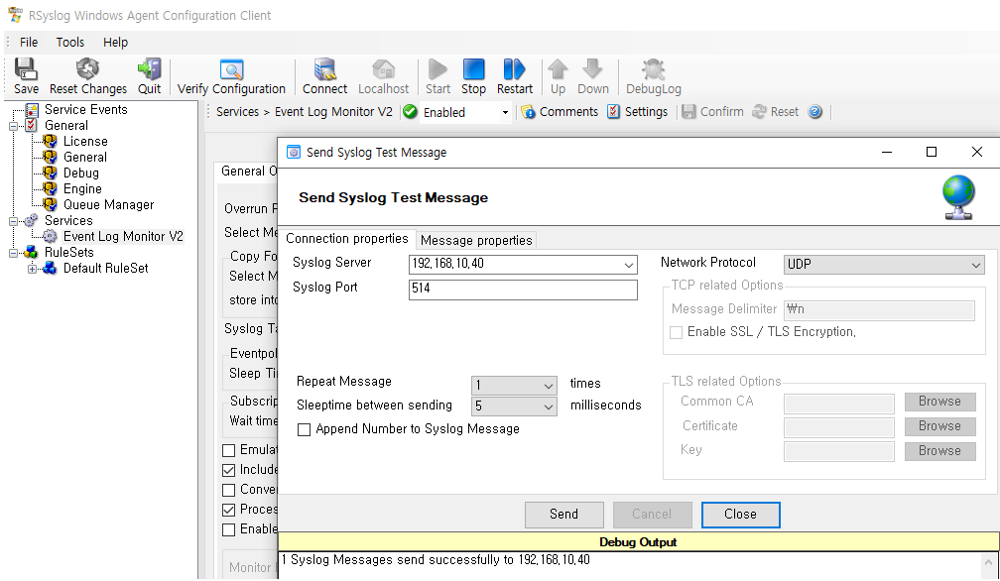 RSyslog Windows Agent Configuration Client
File Tools Help
Save Reset Changes Quit Verify Configuration Connect Localhost Start Stop Restart Up Down DebugLog
Service Events
General
License
General
Debug
Engine
Queue Manager
Services
Event Log Monitor V2
RuleSets
Default RuleSet
Services > Event Log Monitor V2 Enabled Comments Settings Confirm Reset
General O
Overrun
Select Me
Copy Fo
Select M
store into
Syslog Ta
Eventpol
Sleep Ti
Subscrip
Wait time
Emulat
Include
Conve
Proces
Enable
Monitor
Send Syslog Test Message
Send Syslog Test Message
Connection properties Message properties
Syslog Server 192,168,10,40
Syslog Port 514
Network Protocol UDP
TCP related Options
Message Delimiter ₩n
Enable SSL / TLS Encryption,
Repeat Message 1 times
Sleeptime between sending 5 milliseconds
Append Number to Syslog Message
TLS related Options
Common CA Browse
Certificate Browse
Key Browse
Send Cancel Close
Debug Output
1 Syslog Messages send successfully to 192,168,10,40